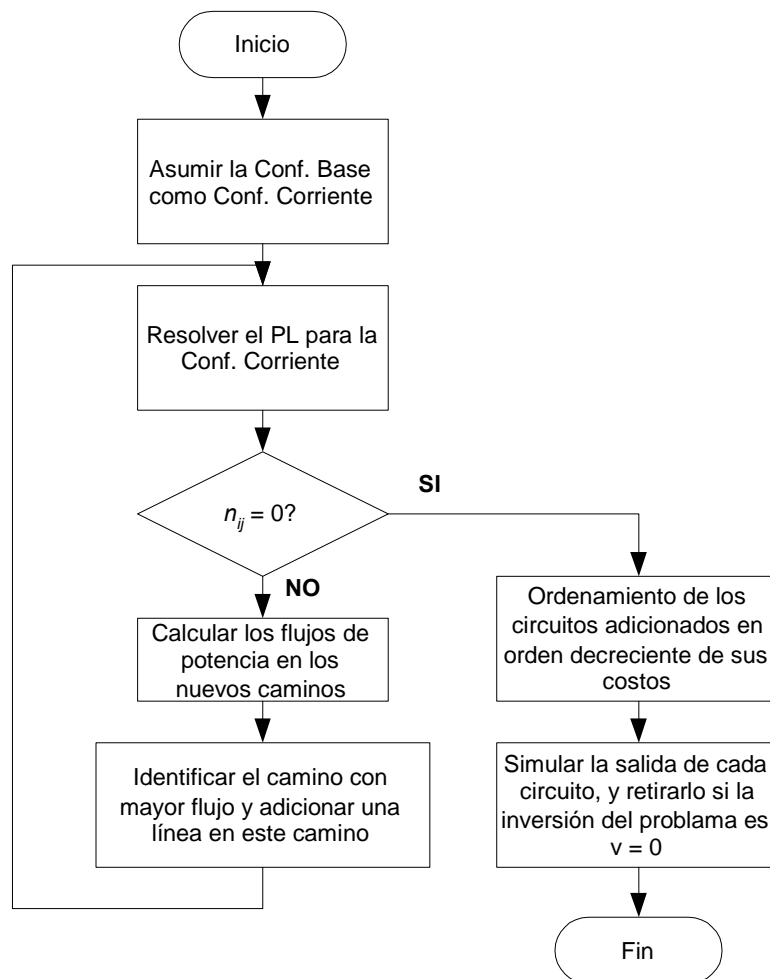 Inicio
Asumir la Conf. Base
como Conf. Corriente
Resolver el PL para la
Conf. Corriente
n_ij = 0?
SI
NO
Calcular los flujos de
potencia en los
nuevos caminos
Identificar el camino con
mayor flujo y adicionar una
línea en este camino
Ordenamiento de los
circuitos adicionados en
orden decreciente de sus
costos
Simular la salida de cada
circuito, y retirarlo si la
inversión del problama es
v = 0
Fin